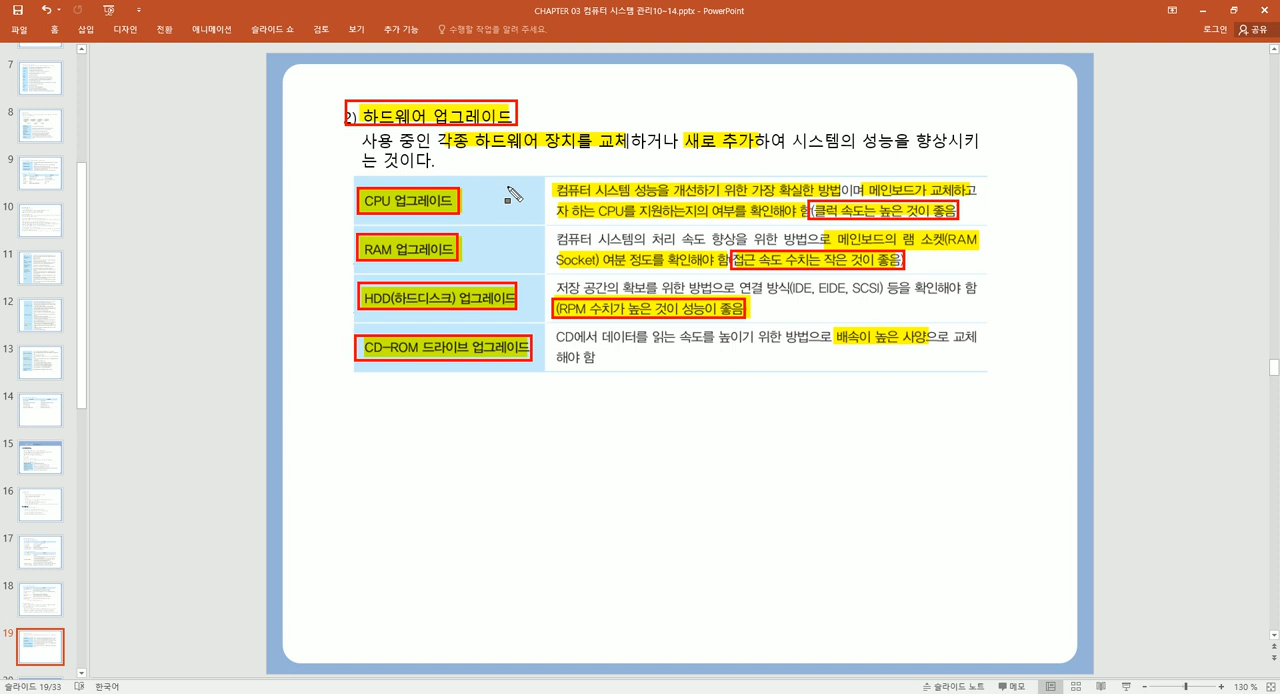 CHAPTER 03 컴퓨터 시스템 관리10~14.pptx - PowerPoint
파일 홈 삽입 디자인 전환 애니메이션 슬라이드 쇼 검토 보기 추가 기능 수행할 작업을 알려 주세요. 로그인 공유
7
8
9
10
11
12
13
14
15
16
17
18
19
2) 하드웨어 업그레이드
사용 중인 각종 하드웨어 장치를 교체하거나 새로 추가하여 시스템의 성능을 향상시키
는 것이다.
CPU 업그레이드
컴퓨터 시스템 성능을 개선하기 위한 가장 확실한 방법이며 메인보드가 교체하고
자 하는 CPU를 지원하는지의 여부를 확인해야 함(클럭 속도는 높은 것이 좋음)
RAM 업그레이드
컴퓨터 시스템의 처리 속도 향상을 위한 방법으로 메인보드의 램 소켓(RAM
Socket) 여분 정도를 확인해야 함(접근 속도 수치는 작은 것이 좋음)
HDD(하드디스크) 업그레이드
저장 공간의 확보를 위한 방법으로 연결 방식(IDE, EIDE, SCSI) 등을 확인해야 함
(RPM 수치가 높은 것이 성능이 좋음)
CD-ROM 드라이브 업그레이드
CD에서 데이터를 읽는 속도를 높이기 위한 방법으로 배속이 높은 사양으로 교체
해야 함
슬라이드 19/33 한국어 슬라이드 노트 메모 130 %